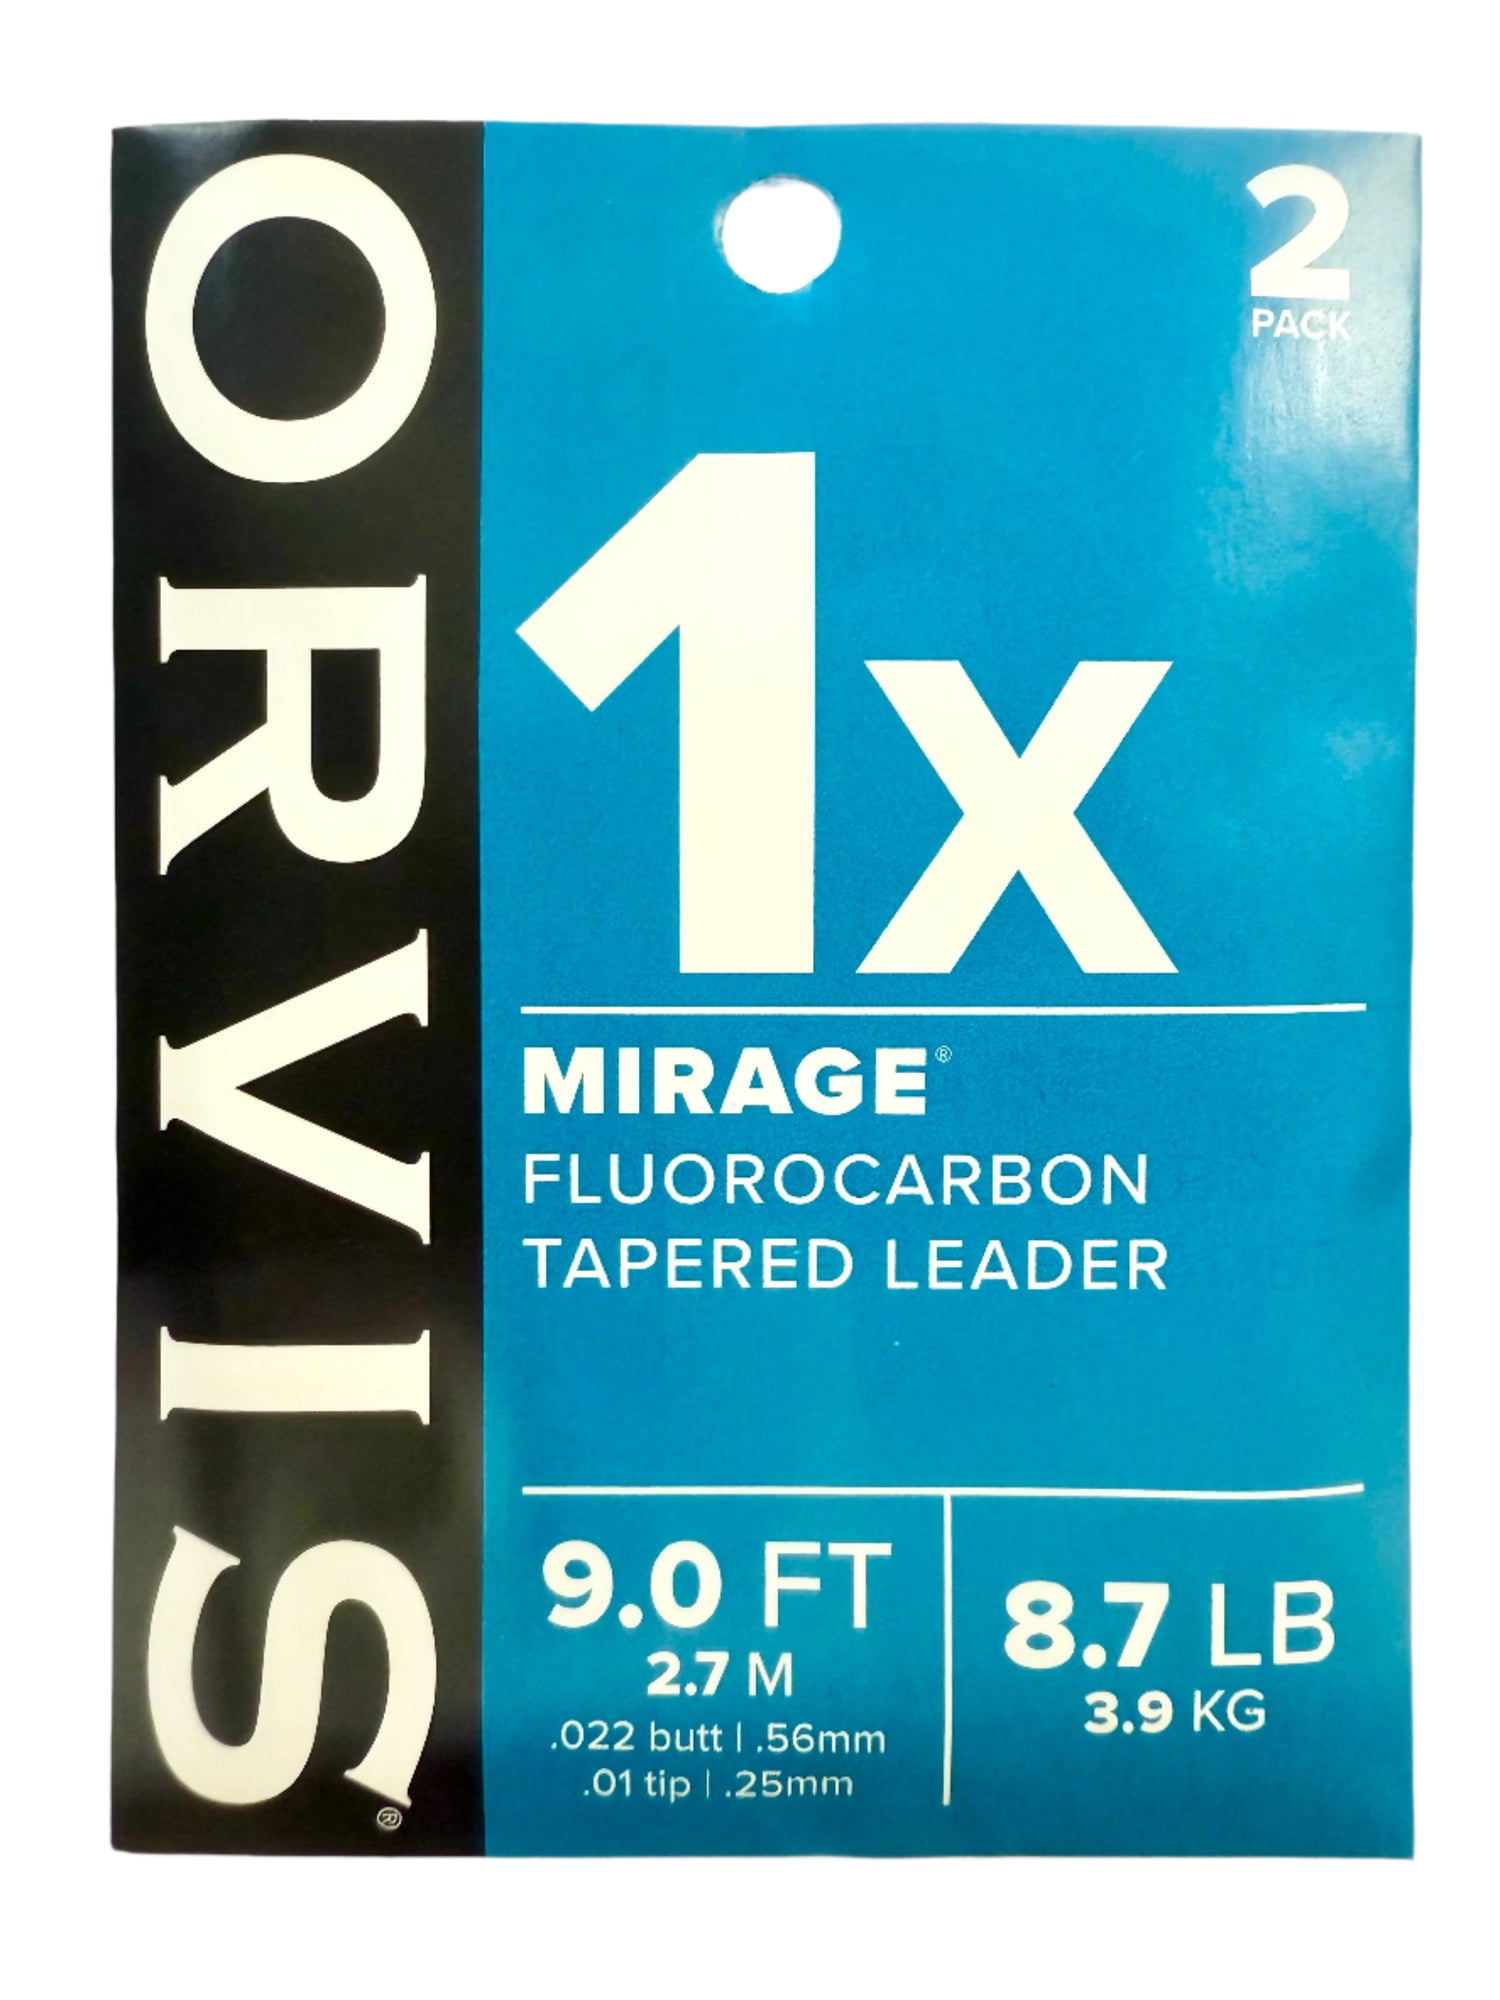 ORVIS®
2
PACK
1x
MIRAGE®
FLUOROCARBON
TAPERED LEADER
9.0 FT
2.7 M
.022 butt | .56mm
.01 tip | .25mm
8.7 LB
3.9 KG